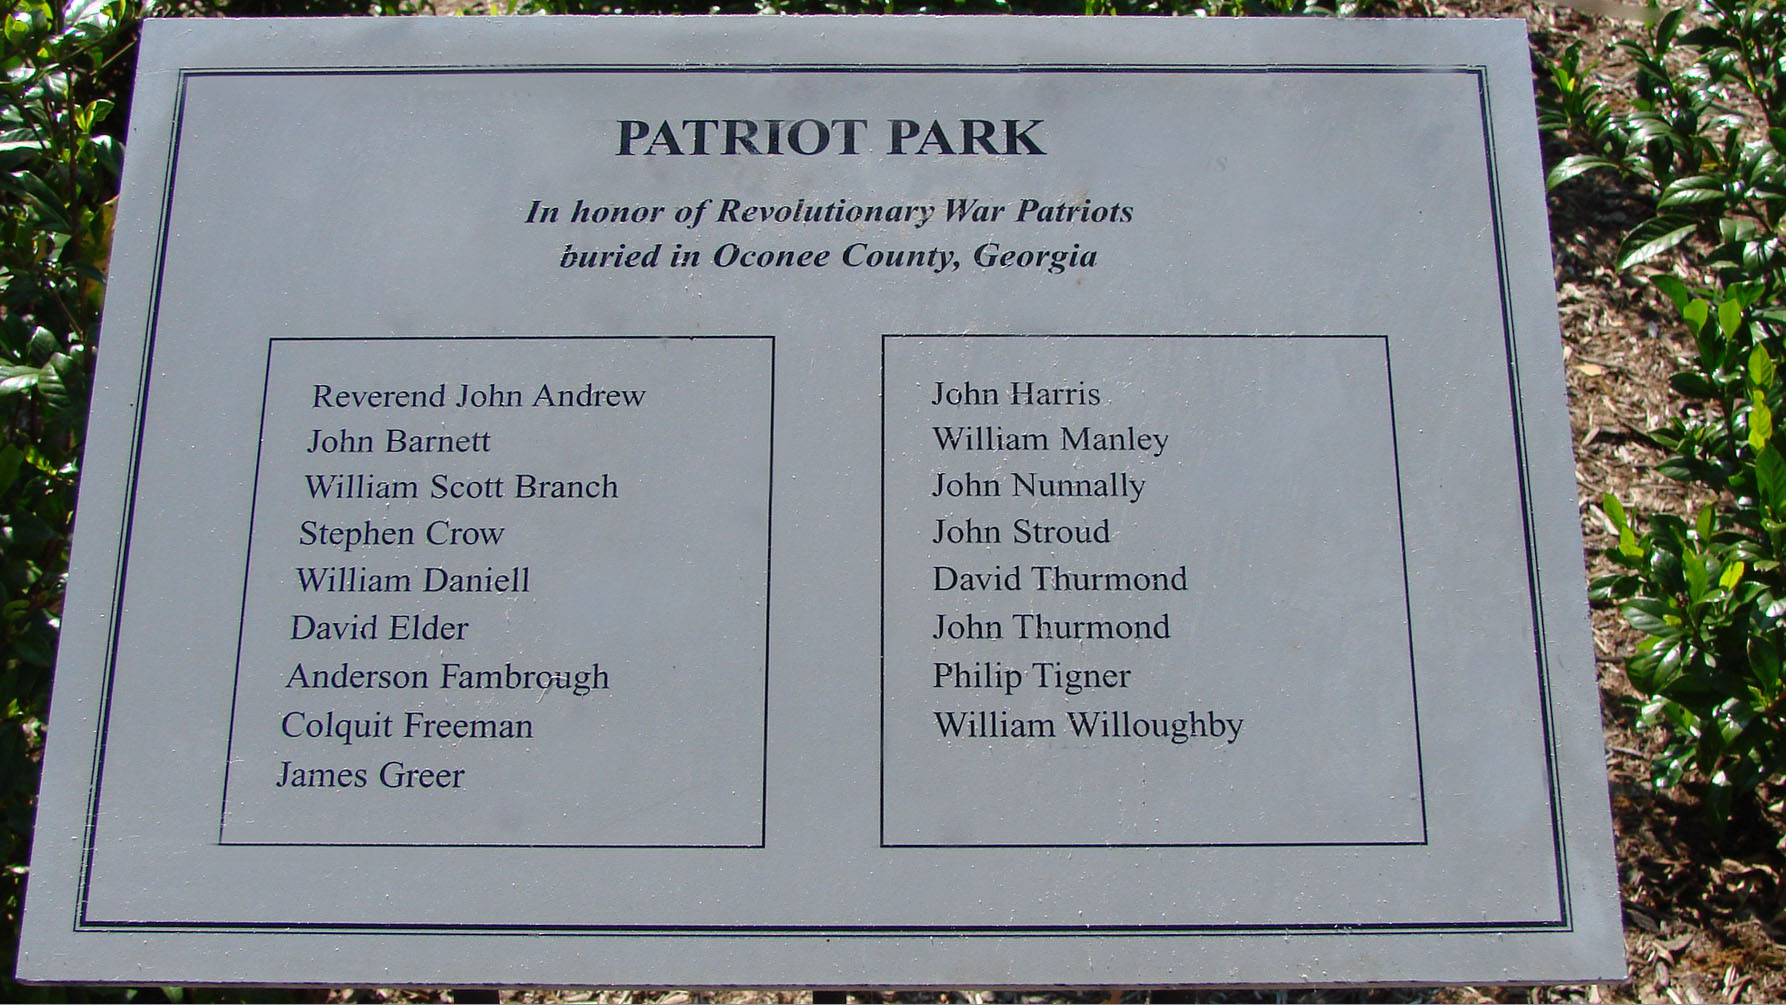 PATRIOT PARK
In honor of Revolutionary War Patriots
buried in Oconee County, Georgia
Reverend John Andrew
John Barnett
William Scott Branch
Stephen Crow
William Daniell
David Elder
Anderson Fambrough
Colquit Freeman
James Greer
John Harris
William Manley
John Nunnally
John Stroud
David Thurmond
John Thurmond
Philip Tigner
William Willoughby